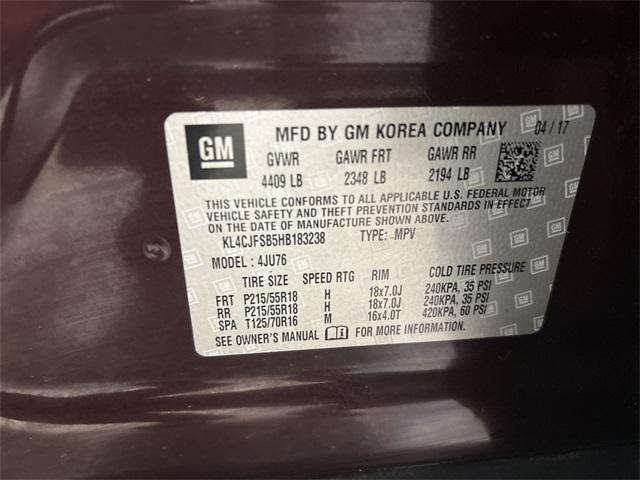 GM
MFD BY GM KOREA COMPANY 04/17
GVWR GAWR FRT GAWR RR
4409 LB 2348 LB 2194 LB
THIS VEHICLE CONFORMS TO ALL APPLICABLE U.S. FEDERAL MOTOR
VEHICLE SAFETY AND THEFT PREVENTION STANDARDS IN EFFECT
ON THE DATE OF MANUFACTURE SHOWN ABOVE.
KL4CJFSB5HB183238 TYPE: MPV
MODEL: 4JU76
TIRE SIZE SPEED RTG RIM COLD TIRE PRESSURE
FRT P215/55R18 H 18x7.0J 240KPA, 35 PSI
RR P215/55R18 H 18x7.0J 240KPA, 35 PSI
SPA T125/70R16 M 16x4.0T 420KPA, 60 PSI
SEE OWNER'S MANUAL FOR MORE INFORMATION.